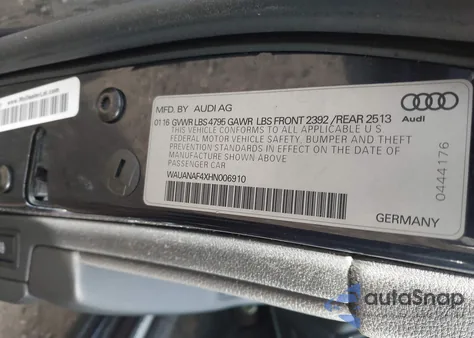 MFD. BY AUDI AG
01 16 GVWR LBS 4795 GAWR LBS FRONT 2392 /REAR 2513
THIS VEHICLE CONFORMS TO ALL APPLICABLE U S
FEDERAL MOTOR VEHICLE SAFETY, BUMPER AND THEFT
PREVENTION STANDARDS IN EFFECT ON THE DATE OF
MANUFACTURE SHOWN ABOVE
PASSENGER CAR
WAUANAF4XHN006910
GERMANY
Audi
0444176
autoSnap